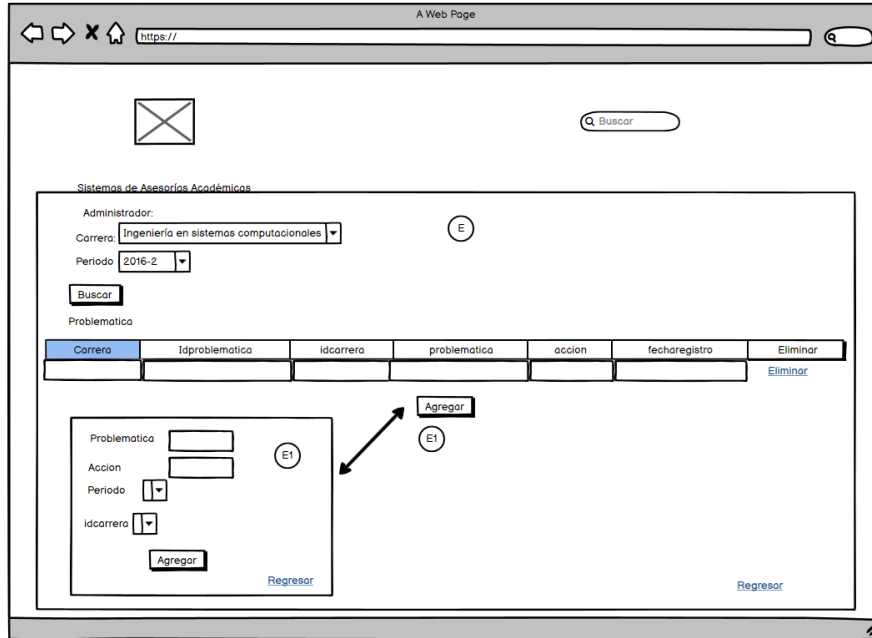 A Web Page
https://
Buscar
Sistemas de Asesorías Académicas
Administrador:
Carrera: Ingeniería en sistemas computacionales
E
Periodo 2016-2
Buscar
Problematica
Carrera Idproblematica idcarrera problematica accion fecharegistro Eliminar
Eliminar
Agregar
E1
Problematica
E1
Accion
Periodo
idcarrera
Agregar
Regresar
Regresar